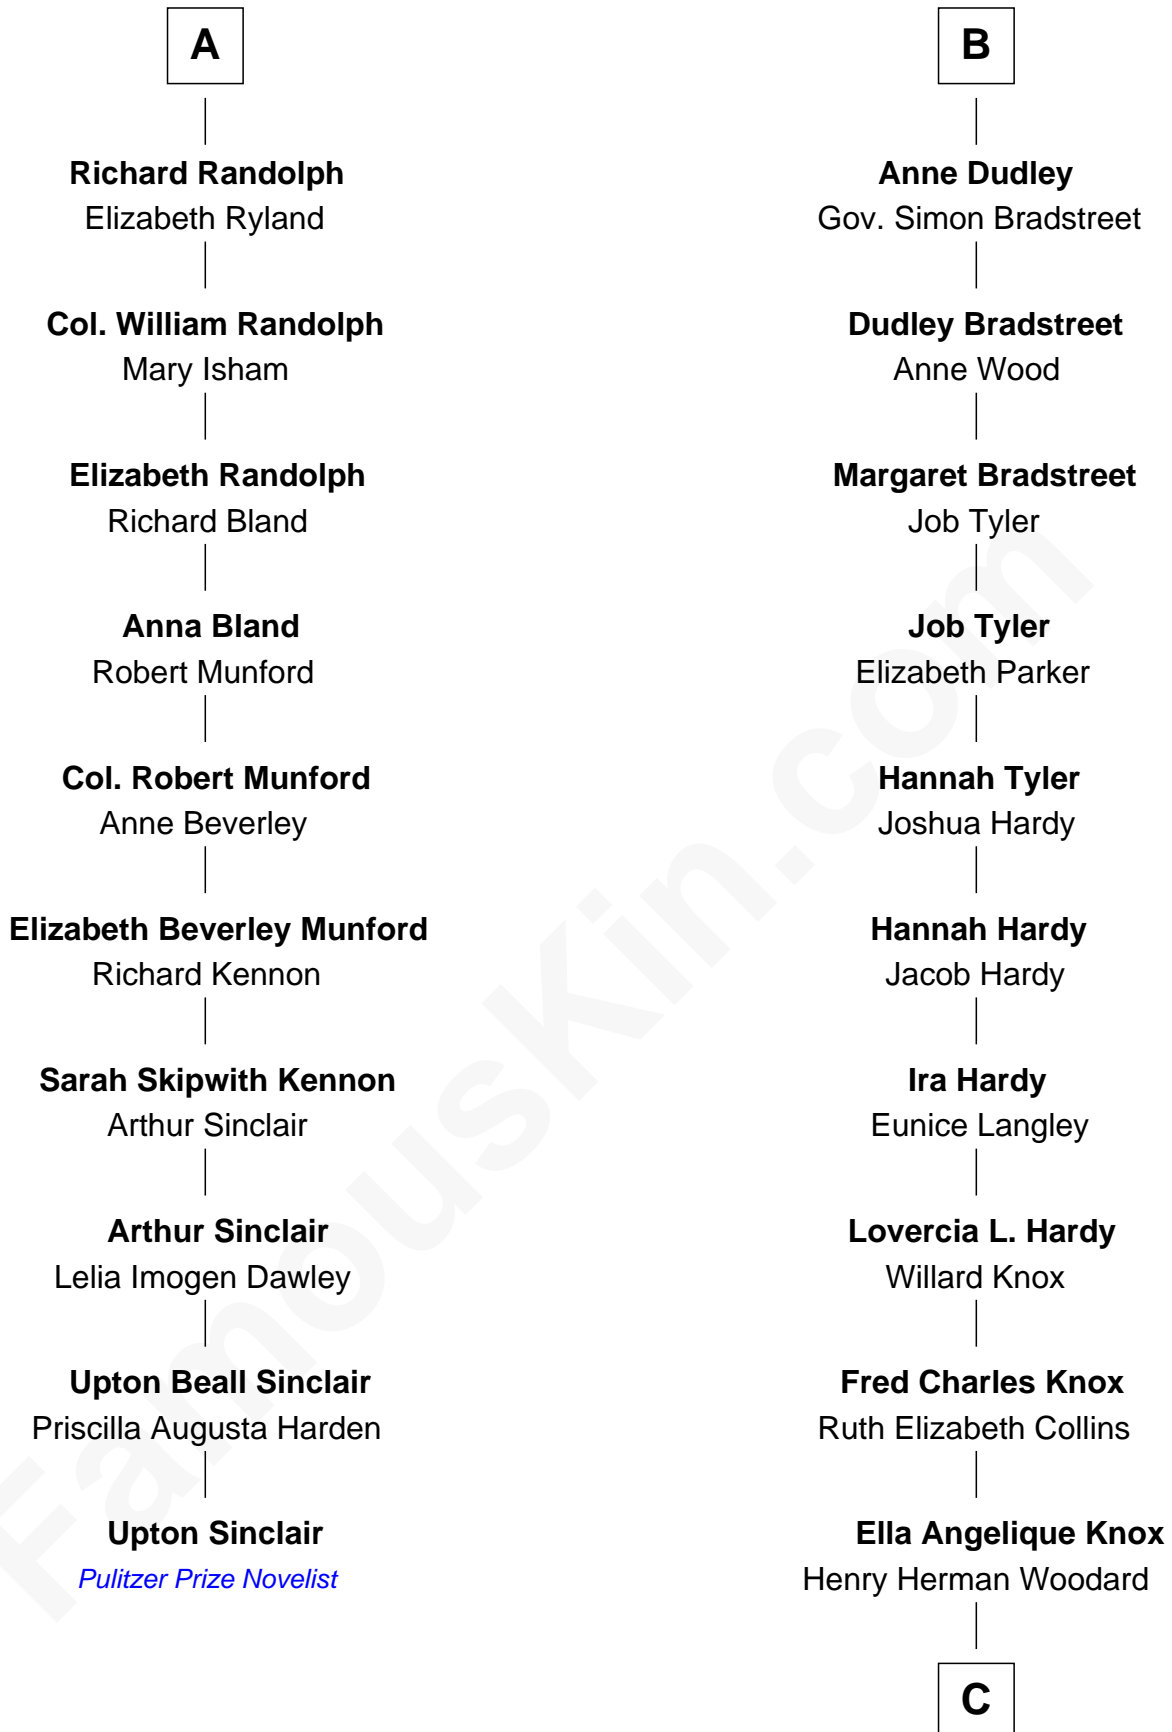 A
Richard Randolph
Elizabeth Ryland
Col. William Randolph
Mary Isham
Elizabeth Randolph
Richard Bland
Anna Bland
Robert Munford
Col. Robert Munford
Anne Beverley
Elizabeth Beverley Munford
Richard Kennon
Sarah Skipwith Kennon
Arthur Sinclair
Arthur Sinclair
Lelia Imogen Dawley
Upton Beall Sinclair
Priscilla Augusta Harden
Upton Sinclair
Pulitzer Prize Novelist
B
Anne Dudley
Gov. Simon Bradstreet
Dudley Bradstreet
Anne Wood
Margaret Bradstreet
Job Tyler
Job Tyler
Elizabeth Parker
Hannah Tyler
Joshua Hardy
Hannah Hardy
Jacob Hardy
Ira Hardy
Eunice Langley
Lovercia L. Hardy
Willard Knox
Fred Charles Knox
Ruth Elizabeth Collins
Ella Angelique Knox
Henry Herman Woodard
C
FamousKin.com